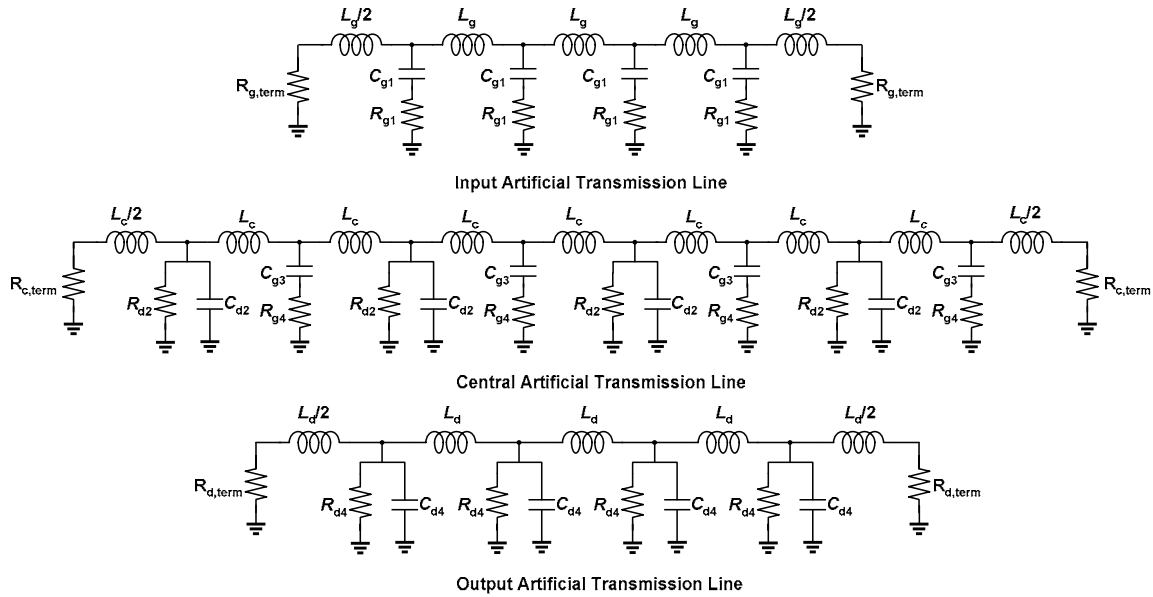 Lg/2 Lg Lg Lg Lg/2
Rg,term Cg1 Cg1 Cg1 Cg1 Rg,term
Rg1 Rg1 Rg1 Rg1
Input Artificial Transmission Line
Lc/2 Lc Lc Lc Lc Lc Lc Lc Lc/2
Rc,term Cg3 Cg3 Cg3 Cg3 Rc,term
Rd2 Cd2 Rg4 Rd2 Cd2 Rg4 Rd2 Cd2 Rg4 Rd2 Cd2 Rg4
Central Artificial Transmission Line
Ld/2 Ld Ld Ld Ld/2
Rd,term Rd4 Cd4 Rd4 Cd4 Rd4 Cd4 Rd4 Cd4 Rd,term
Output Artificial Transmission Line